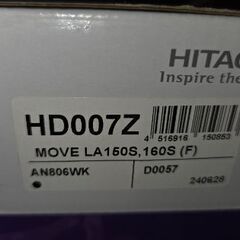 HITAC
Inspire the
HD007Z
4 516916 150853
MOVE LA150S,160S (F)
AN806WK
D0057
240628